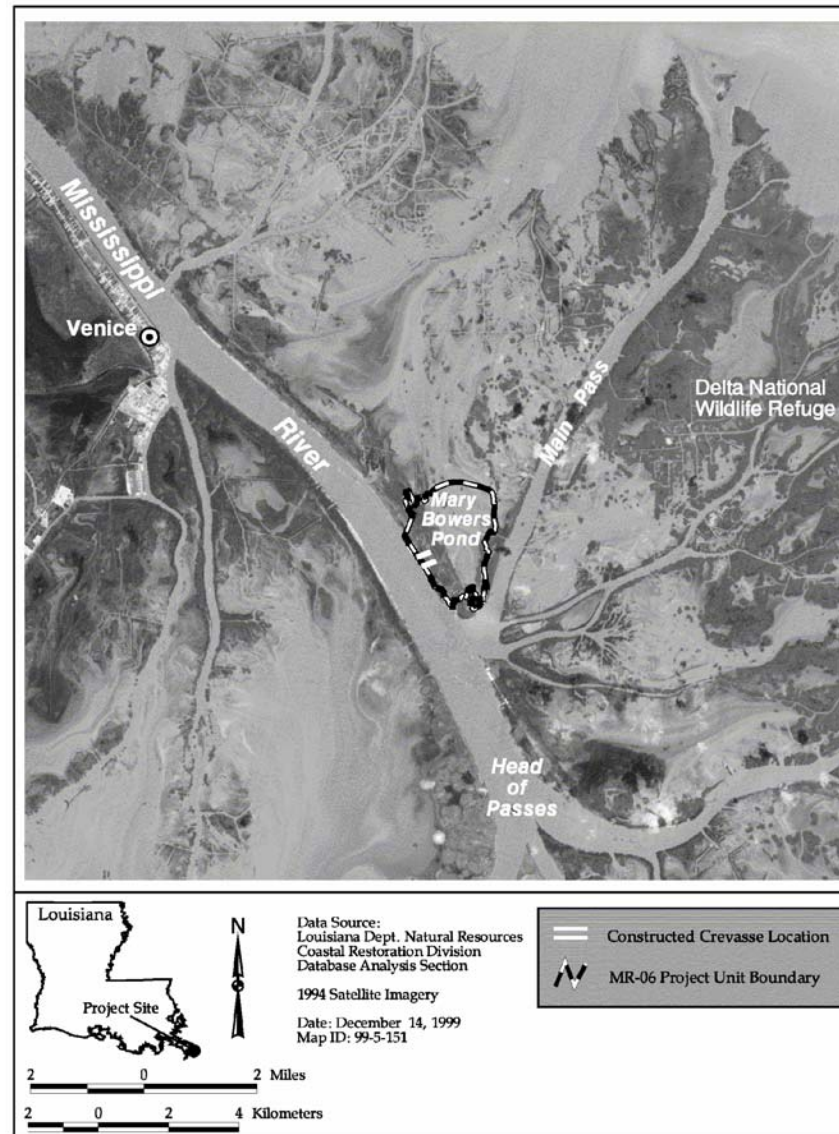 Mississippi
River
Venice
Main Pass
Delta National
Wildlife Refuge
Mary
Bowers
Pond
Head
of
Passes
Louisiana
Project Site
N
Data Source:
Louisiana Dept. Natural Resources
Coastal Restoration Division
Database Analysis Section
1994 Satellite Imagery
Date: December 14, 1999
Map ID: 99-5-151
Constructed Crevasse Location
MR-06 Project Unit Boundary
2 0 2 Miles
2 0 2 4 Kilometers